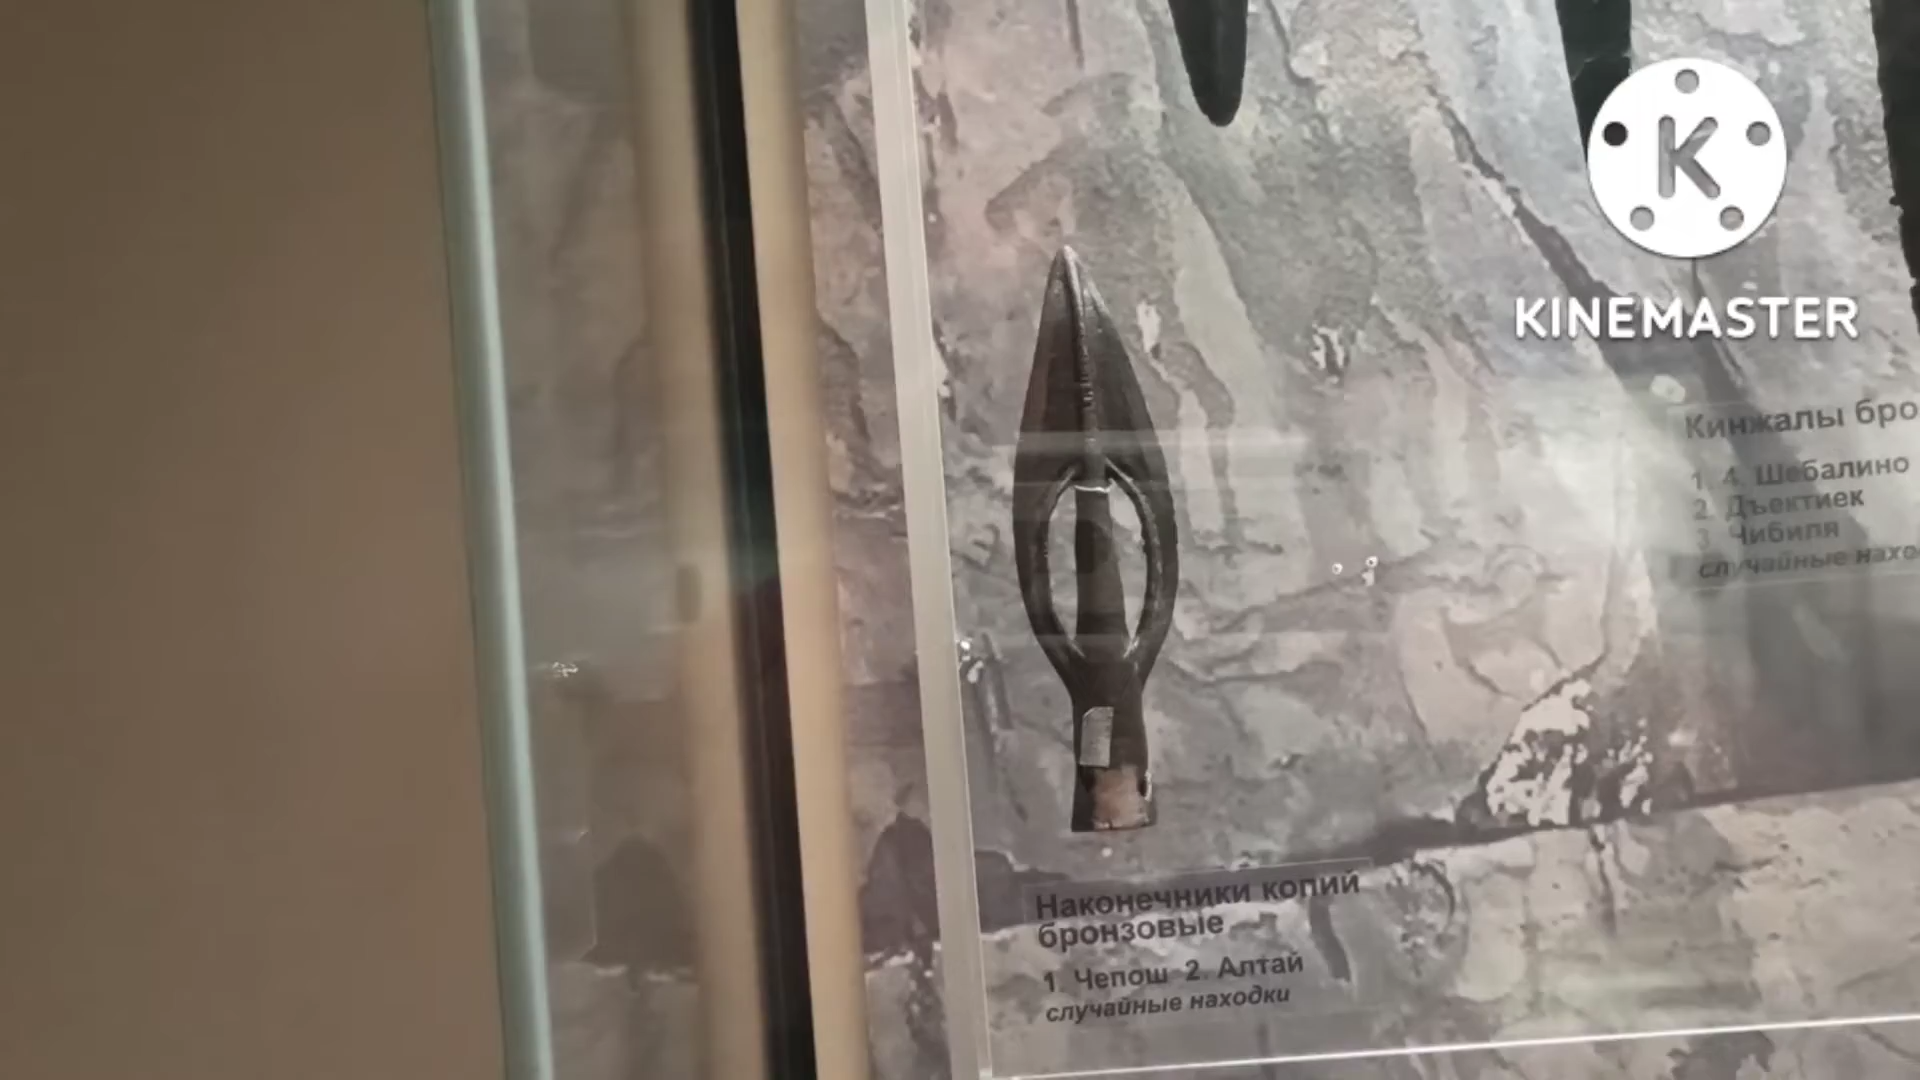 K
KINEMASTER
Кинжалы бро
1. 4. Шебалино
2. Дъектиек
3. Чибиля
случайные нахо
Наконечники копий
бронзовые
1. Чепош 2. Алтай
случайные находки